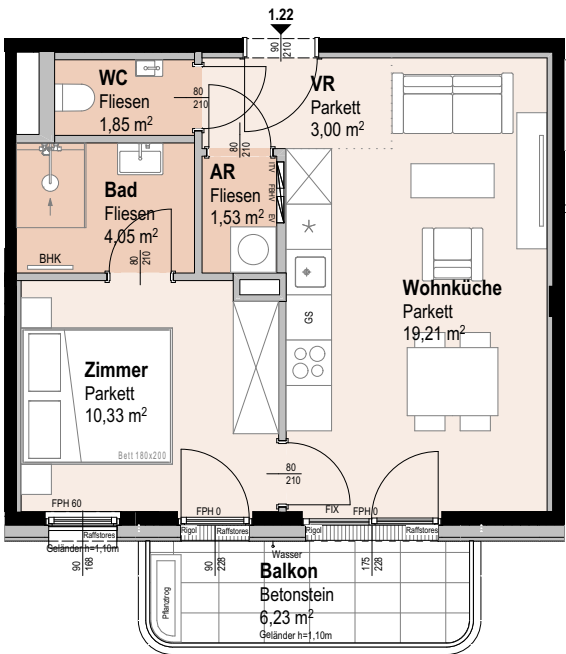 1.22
90
210
WC
Fliesen
1,85 m²
80
210
VR
Parkett
3,00 m²
80
210
AR
Fliesen
1,53 m²
ITV
FBHV
EV
Bad
Fliesen
4,05 m²
BHK
80
210
Wohnküche
Parkett
19,21 m²
GS
Zimmer
Parkett
10,33 m²
Bett 180x200
80
210
FPH 60
FPH 0
FIX
FPH 0
Raffstores
Rigol
Raffstores
Rigol
Raffstores
Geländer h=1,10m
90
168
90
228
Wasser
175
228
Pflanztrog
Balkon
Betonstein
6,23 m²
Geländer h=1,10m